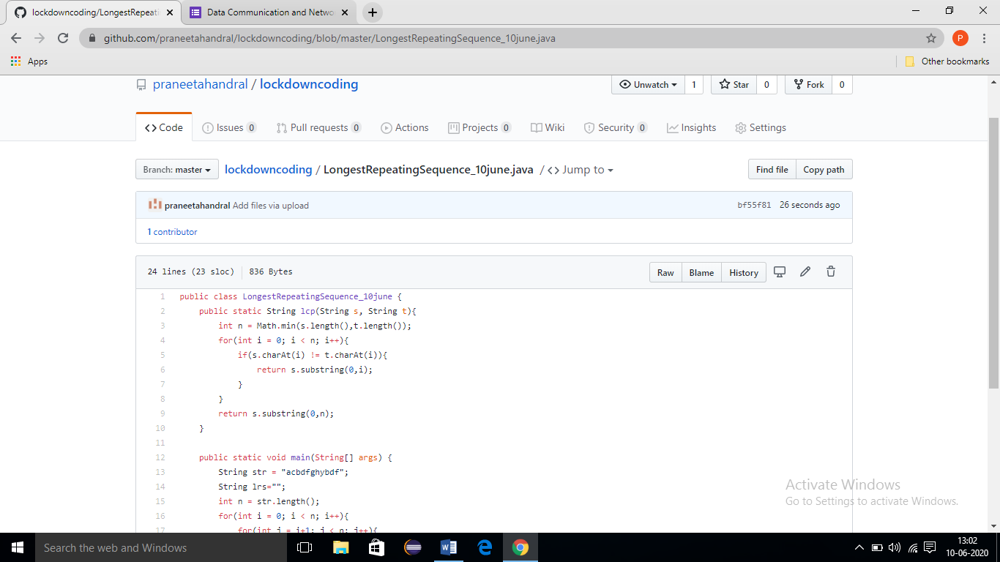 lockdowncoding/LongestRepeati
Data Communication and Netwo
github.com/praneetahandral/lockdowncoding/blob/master/LongestRepeatingSequence_10june.java
P
Apps
Other bookmarks
praneetahandral / lockdowncoding
Unwatch 1 Star 0 Fork 0
Code Issues 0 Pull requests 0 Actions Projects 0 Wiki Security 0 Insights Settings
Branch: master lockdowncoding / LongestRepeatingSequence_10june.java / <> Jump to Find file Copy path
praneetahandral Add files via upload bf55f81 26 seconds ago
1 contributor
24 lines (23 sloc) 836 Bytes Raw Blame History
1 public class LongestRepeatingSequence_10june {
2 public static String lcp(String s, String t){
3 int n = Math.min(s.length(),t.length());
4 for(int i = 0; i < n; i++){
5 if(s.charAt(i) != t.charAt(i)){
6 return s.substring(0,i);
7 }
8 }
9 return s.substring(0,n);
10 }
11
12 public static void main(String[] args) {
13 String str = "acbdfghybdf";
14 String lrs="";
15 int n = str.length();
16 for(int i = 0; i < n; i++){
17 for(int j = i+1; j < n; j++){
Activate Windows
Go to Settings to activate Windows.
Search the web and Windows
13:02
10-06-2020